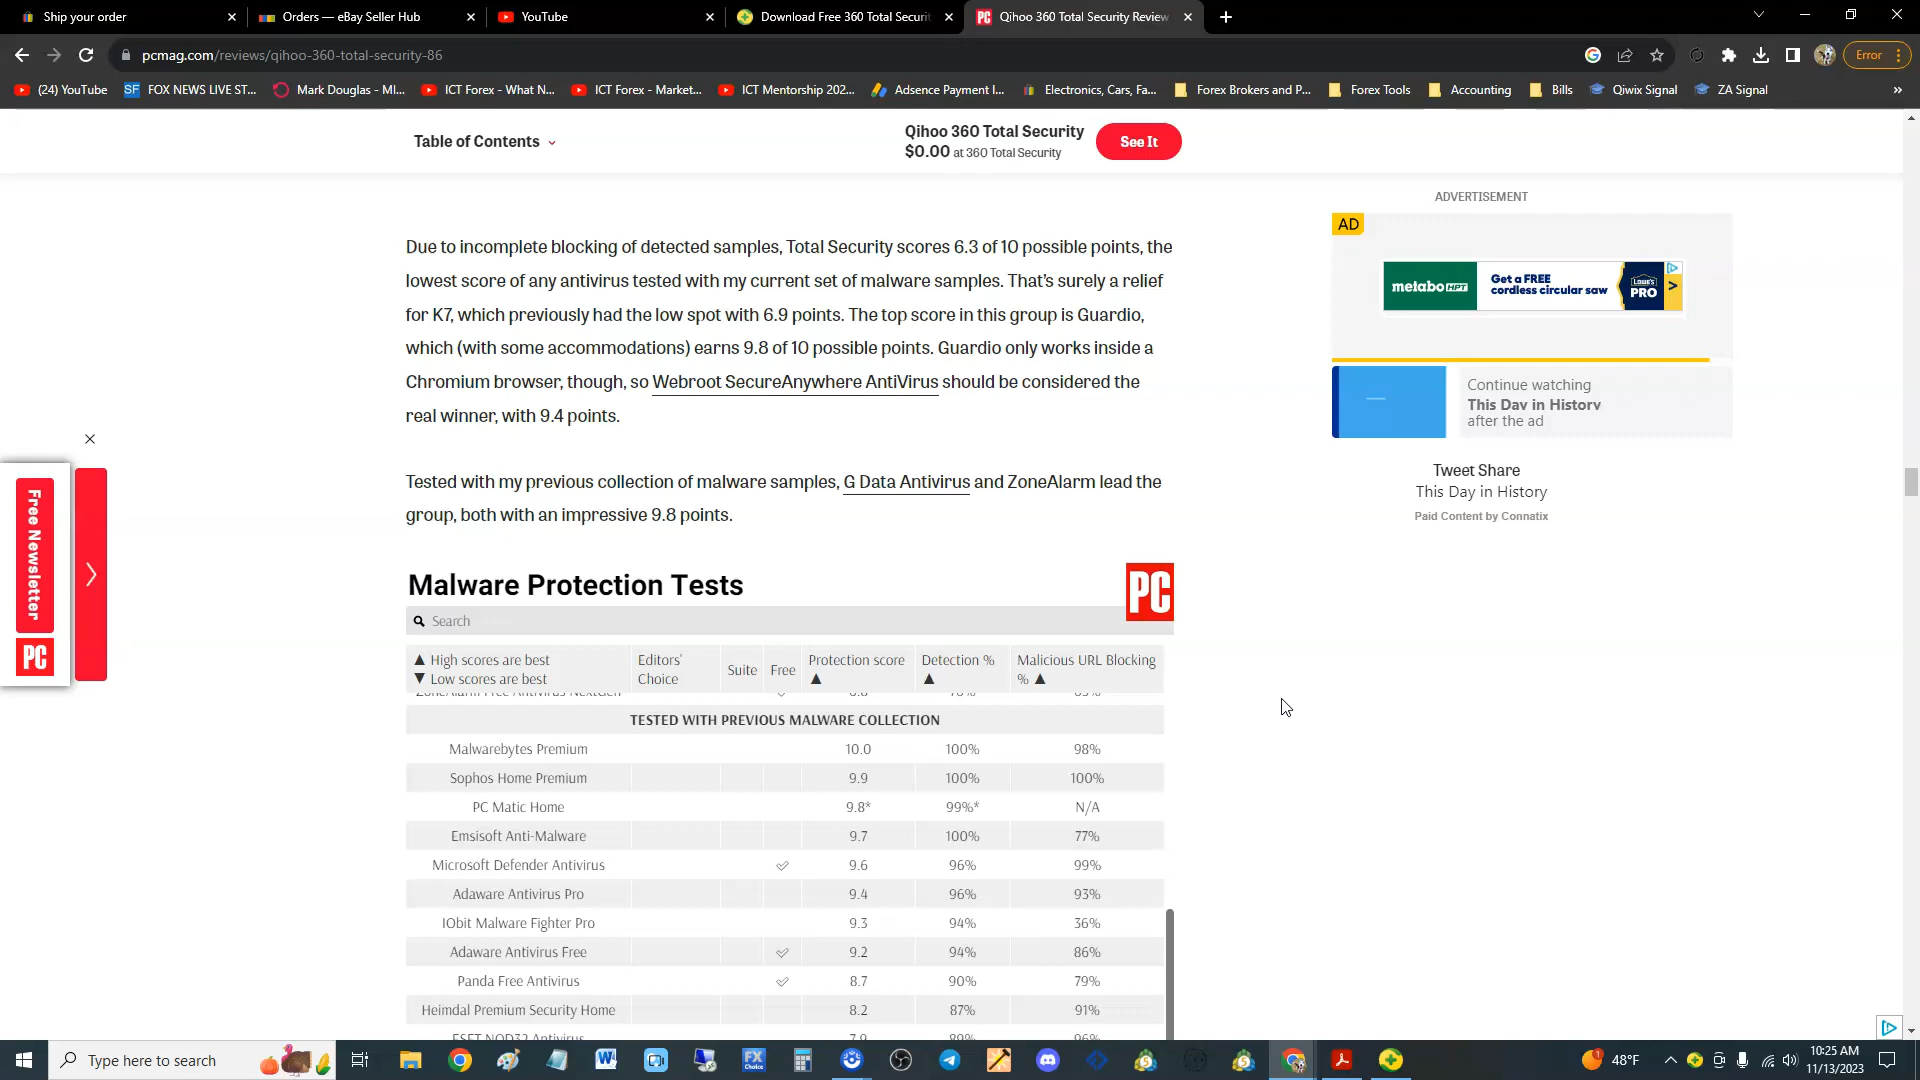 Ship your order
Orders — eBay Seller Hub
YouTube
Download Free 360 Total Securit
Qihoo 360 Total Security Review
pcmag.com/reviews/qihoo-360-total-security-86
Error
(24) YouTube
SF FOX NEWS LIVE ST...
Mark Douglas - MI...
ICT Forex - What N...
ICT Forex - Market...
ICT Mentorship 202...
Adsence Payment I...
Electronics, Cars, Fa...
Forex Brokers and P...
Forex Tools
Accounting
Bills
Qiwix Signal
ZA Signal
»
Table of Contents
Qihoo 360 Total Security
$0.00 at 360 Total Security
See It
ADVERTISEMENT
AD
metabo HPT
Get a FREE
cordless circular saw
LOWE'S
PRO
Continue watching
This Day in History
after the ad
Tweet Share
This Day in History
Paid Content by Connatix
Due to incomplete blocking of detected samples, Total Security scores 6.3 of 10 possible points, the
lowest score of any antivirus tested with my current set of malware samples. That's surely a relief
for K7, which previously had the low spot with 6.9 points. The top score in this group is Guardio,
which (with some accommodations) earns 9.8 of 10 possible points. Guardio only works inside a
Chromium browser, though, so Webroot SecureAnywhere AntiVirus should be considered the
real winner, with 9.4 points.
Tested with my previous collection of malware samples, G Data Antivirus and ZoneAlarm lead the
group, both with an impressive 9.8 points.
Free Newsletter
PC
Malware Protection Tests
PC
Search
▲ High scores are best
▼ Low scores are best
Editors' Choice
Suite
Free
Protection score ▲
Detection % ▲
Malicious URL Blocking % ▲
ZoneAlarm Free Antivirus NextGen
TESTED WITH PREVIOUS MALWARE COLLECTION
Malwarebytes Premium 10.0 100% 98%
Sophos Home Premium 9.9 100% 100%
PC Matic Home 9.8* 99%* N/A
Emsisoft Anti-Malware 9.7 100% 77%
Microsoft Defender Antivirus 9.6 96% 99%
Adaware Antivirus Pro 9.4 96% 93%
IObit Malware Fighter Pro 9.3 94% 36%
Adaware Antivirus Free 9.2 94% 86%
Panda Free Antivirus 8.7 90% 79%
Heimdal Premium Security Home 8.2 87% 91%
ESET NOD32 Antivirus 7.9 89% 96%
Type here to search
FX
Choice
1
48°F
10:25 AM
11/13/2023